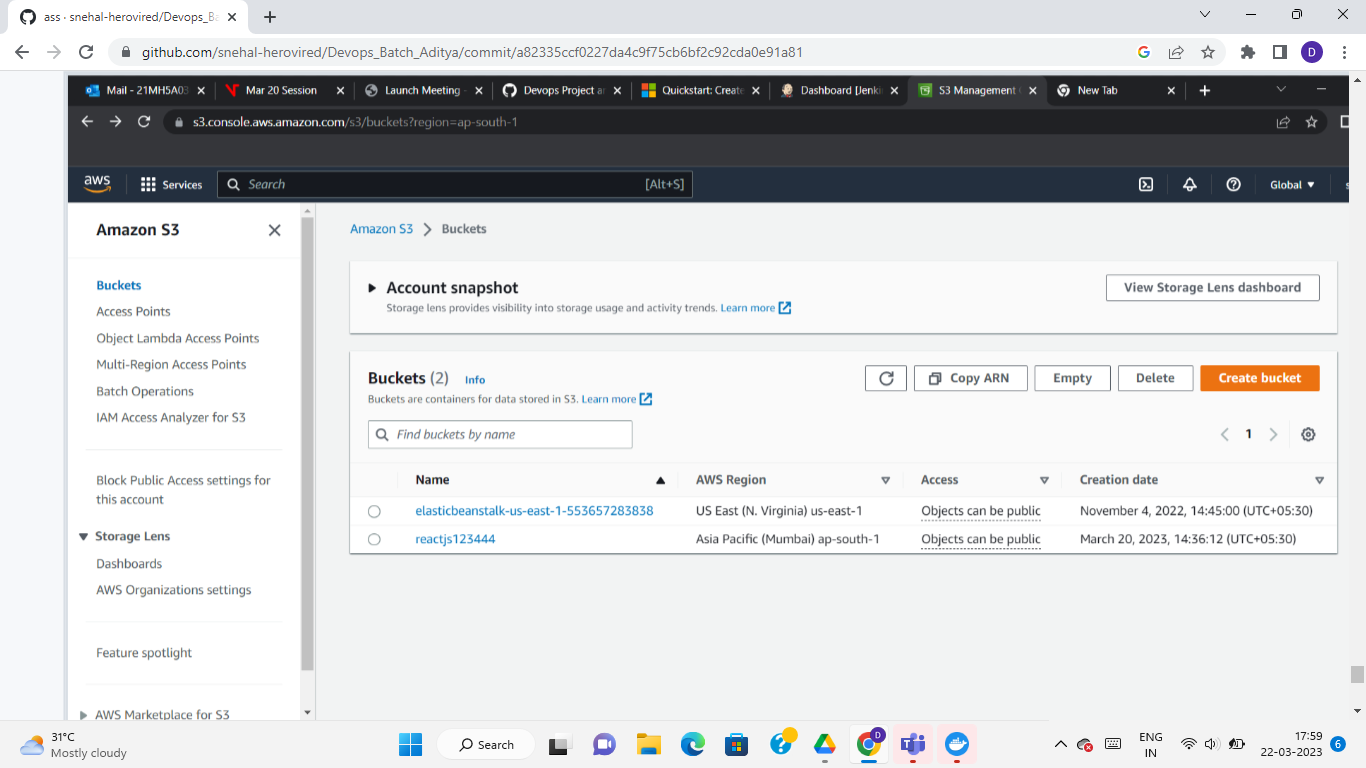 ass · snehal-herovired/Devops_Ba
github.com/snehal-herovired/Devops_Batch_Aditya/commit/a82335ccf0227da4c9f75cb6bf2c92cda0e91a81
D
Mail - 21MH5A03
Mar 20 Session
Launch Meeting -
Devops Project an
Quickstart: Create
Dashboard [Jenki
S3 Management
New Tab
s3.console.aws.amazon.com/s3/buckets?region=ap-south-1
aws
Services
Search
[Alt+S]
Global
Amazon S3
Buckets
Access Points
Object Lambda Access Points
Multi-Region Access Points
Batch Operations
IAM Access Analyzer for S3
Block Public Access settings for
this account
Storage Lens
Dashboards
AWS Organizations settings
Feature spotlight
AWS Marketplace for S3
Amazon S3 > Buckets
Account snapshot
Storage lens provides visibility into storage usage and activity trends. Learn more
View Storage Lens dashboard
Buckets (2) Info
Buckets are containers for data stored in S3. Learn more
Copy ARN
Empty
Delete
Create bucket
Find buckets by name
1
Name AWS Region Access Creation date
elasticbeanstalk-us-east-1-553657283838 US East (N. Virginia) us-east-1 Objects can be public November 4, 2022, 14:45:00 (UTC+05:30)
reactjs123444 Asia Pacific (Mumbai) ap-south-1 Objects can be public March 20, 2023, 14:36:12 (UTC+05:30)
31°C
Mostly cloudy
Search
D
ENG
IN
17:59
22-03-2023
6